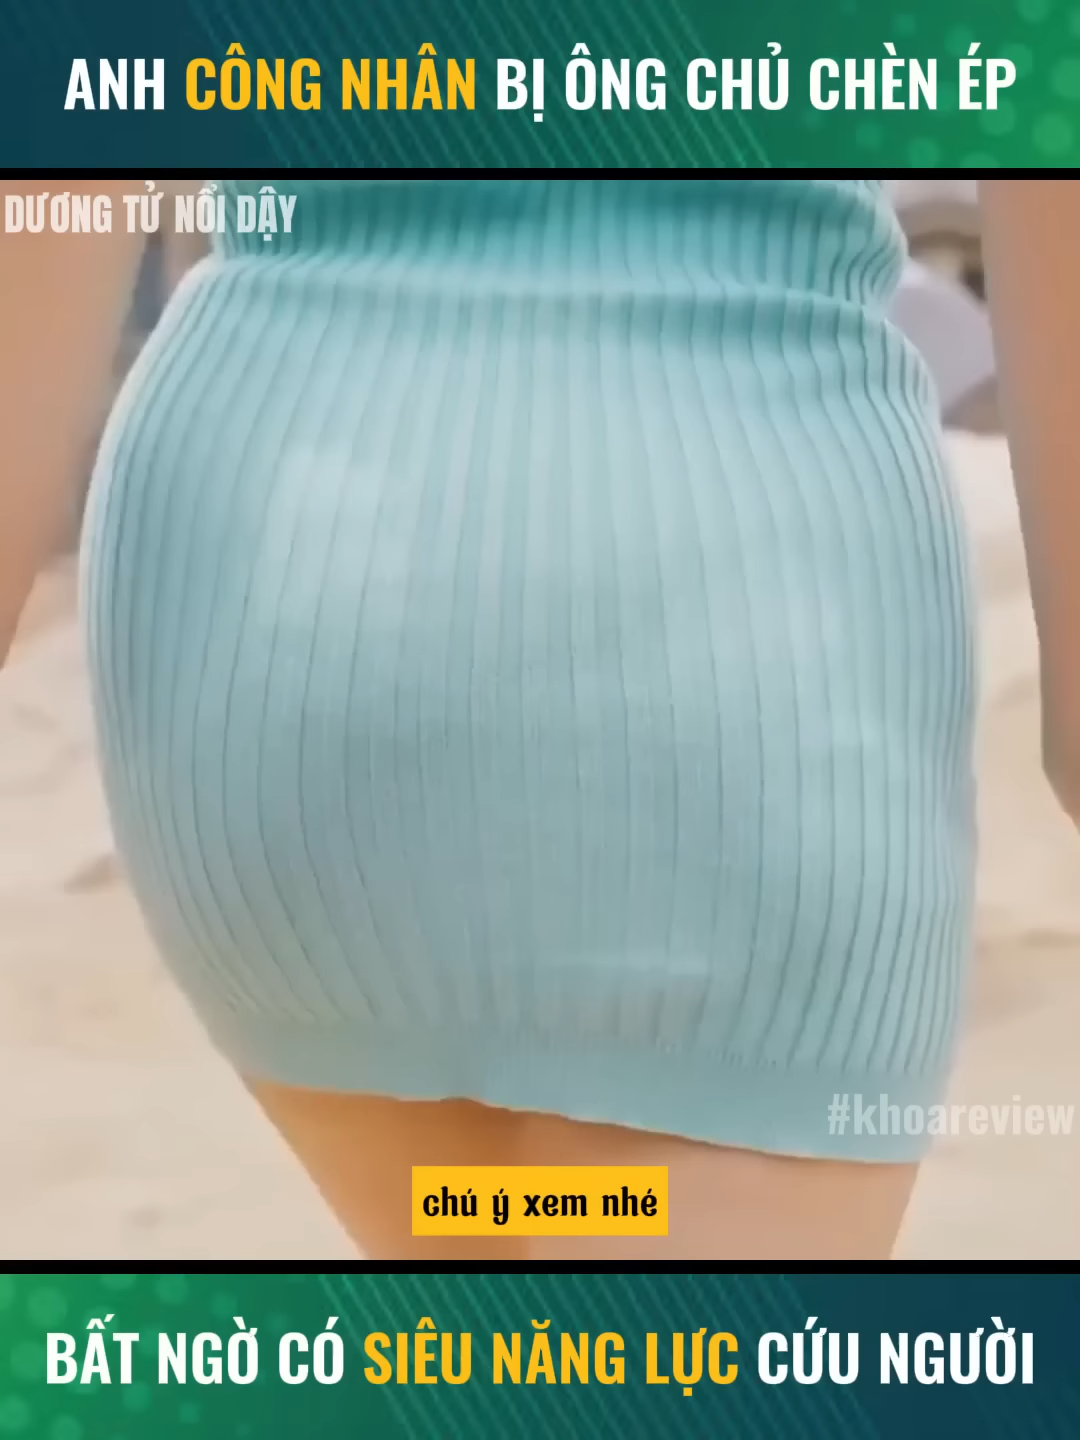 ANH CÔNG NHÂN BỊ ÔNG CHỦ CHÈN ÉP
DƯƠNG TỬ NỔI DẬY
#khoareview
chú ý xem nhé
BẤT NGỜ CÓ SIÊU NĂNG LỰC CỨU NGƯỜI